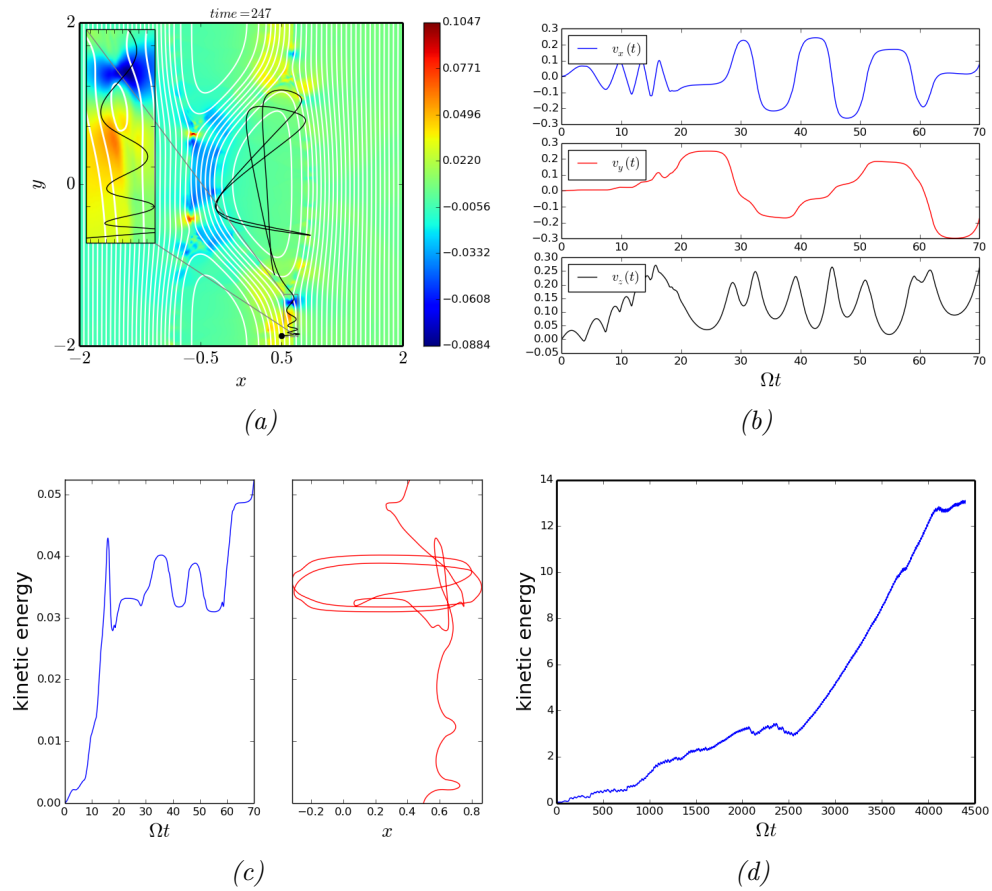 time=247
2
0
−2
y
−2
−0.5
0.5
2
x
0.1047
0.0771
0.0496
0.0220
−0.0056
−0.0332
−0.0608
−0.0884
(a)
0.3
0.2
0.1
0.0
−0.1
−0.2
−0.3
v_x(t)
0 10 20 30 40 50 60 70
0.3
0.2
0.1
0.0
−0.1
−0.2
−0.3
v_y(t)
0 10 20 30 40 50 60 70
0.30
0.25
0.20
0.15
0.10
0.05
0.00
−0.05
v_z(t)
0 10 20 30 40 50 60 70
Ωt
(b)
kinetic energy
0.05
0.04
0.03
0.02
0.01
0.00
0 10 20 30 40 50 60 70
Ωt
−0.2 0.0 0.2 0.4 0.6 0.8
x
(c)
kinetic energy
14
12
10
8
6
4
2
0
0 500 1000 1500 2000 2500 3000 3500 4000 4500
Ωt
(d)